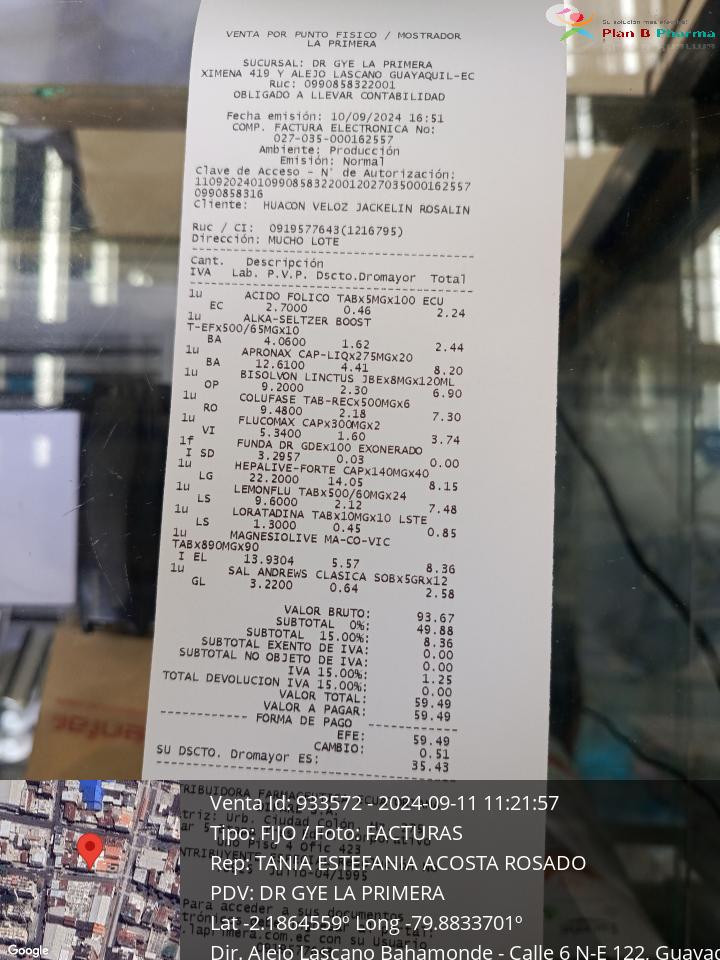 Su solución más efectiva!
Plan B Pharma
VENTA POR PUNTO FISICO / MOSTRADOR
LA PRIMERA
SUCURSAL: DR GYE LA PRIMERA
XIMENA 419 Y ALEJO LASCANO GUAYAQUIL-EC
Ruc: 0990858322001
OBLIGADO A LLEVAR CONTABILIDAD
Fecha emisión: 10/09/2024 16:51
COMP. FACTURA ELECTRONICA No:
027-035-000162557
Ambiente: Producción
Emisión: Normal
Clave de Acceso - N° de Autorización:
110920240109908583220012027035000162557
0990858316
Cliente: HUACON VELOZ JACKELIN ROSALIN
Ruc / CI: 0919577643(1216795)
Dirección: MUCHO LOTE
Cant. Descripción
IVA Lab. P.V.P. Dscto.Dromayor Total
1u ACIDO FOLICO TABx5MGx100 ECU
EC 2.7000 0.46 2.24
1u ALKA-SELTZER BOOST
T-EFx500/65MGx10
BA 4.0600 1.62 2.44
1u APRONAX CAP-LIQx275MGx20
BA 12.6100 4.41 8.20
1u BISOLVON LINCTUS JBEx8MGx120ML
OP 9.2000 2.30 6.90
1u COLUFASE TAB-RECx500MGx6
RO 9.4800 2.18 7.30
1u FLUCOMAX CAPx300MGx2
VI 5.3400 1.60 3.74
1f FUNDA DR GDEx100 EXONERADO
I SD 3.2957 0.03 0.00
1u HEPALIVE-FORTE CAPx140MGx40
LG 22.2000 14.05 8.15
1u LEMONFLU TABx500/60MGx24
LS 9.6000 2.12 7.48
1u LORATADINA TABx10MGx10 LSTE
LS 1.3000 0.45 0.85
1u MAGNESIOLIVE MA-CO-VIC
TABx890MGx90
I EL 13.9304 5.57 8.36
1u SAL ANDREWS CLASICA SOBx5GRx12
GL 3.2200 0.64 2.58
VALOR BRUTO: 93.67
SUBTOTAL 0%: 49.88
SUBTOTAL 15.00%: 8.36
SUBTOTAL EXENTO DE IVA: 0.00
SUBTOTAL NO OBJETO DE IVA: 0.00
IVA 15.00%: 1.25
TOTAL DEVOLUCION IVA 15.00%: 0.00
VALOR TOTAL: 59.49
VALOR A PAGAR: 59.49
FORMA DE PAGO
EFE: 59.49
CAMBIO: 0.51
SU DSCTO. Dromayor ES: 35.43
Venta Id: 933572 - 2024-09-11 11:21:57
Tipo: FIJO / Foto: FACTURAS
Rep: TANIA ESTEFANIA ACOSTA ROSADO
PDV: DR GYE LA PRIMERA
Lat -2.1864559º Long -79.8833701º
Dir. Alejo Lascano Bahamonde - Calle 6 N-E 122, Guayaq
Google